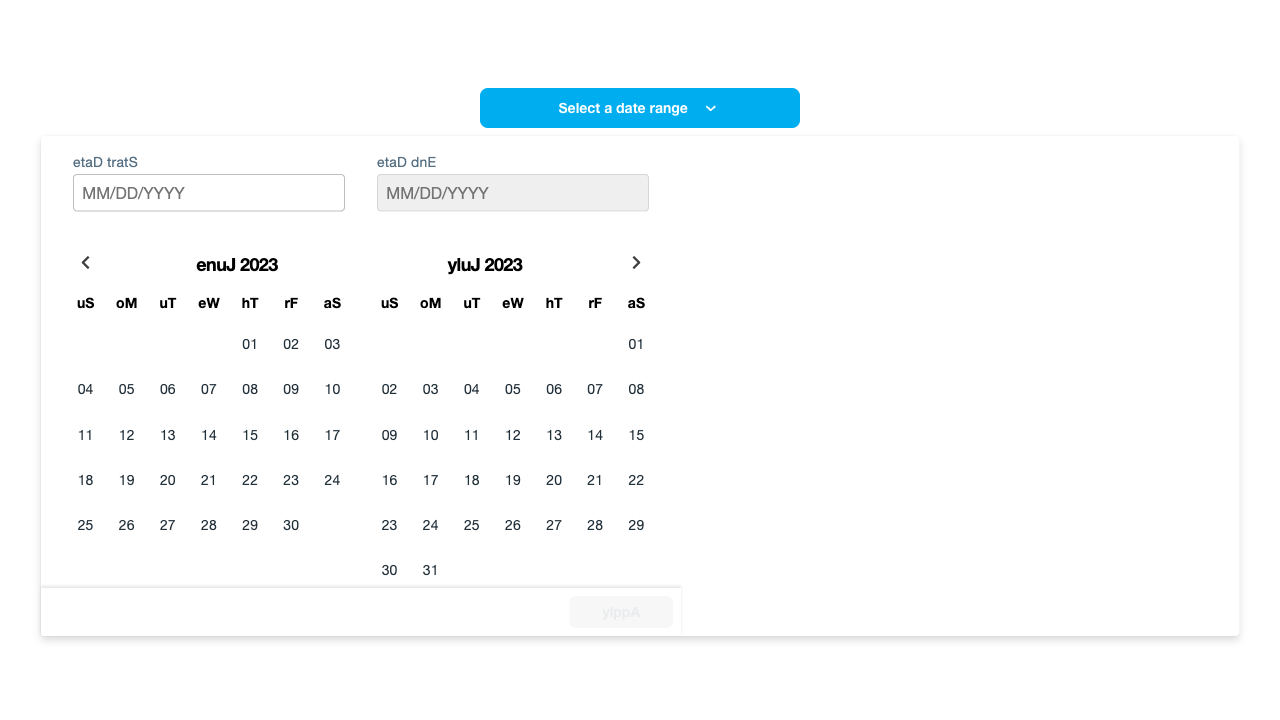 Select a date range
etaD tratS etaD dnE
MM/DD/YYYY MM/DD/YYYY
enuJ 2023 yluJ 2023
uS oM uT eW hT rF aS uS oM uT eW hT rF aS
01 02 03 01
04 05 06 07 08 09 10 02 03 04 05 06 07 08
11 12 13 14 15 16 17 09 10 11 12 13 14 15
18 19 20 21 22 23 24 16 17 18 19 20 21 22
25 26 27 28 29 30 23 24 25 26 27 28 29
30 31
ylppA